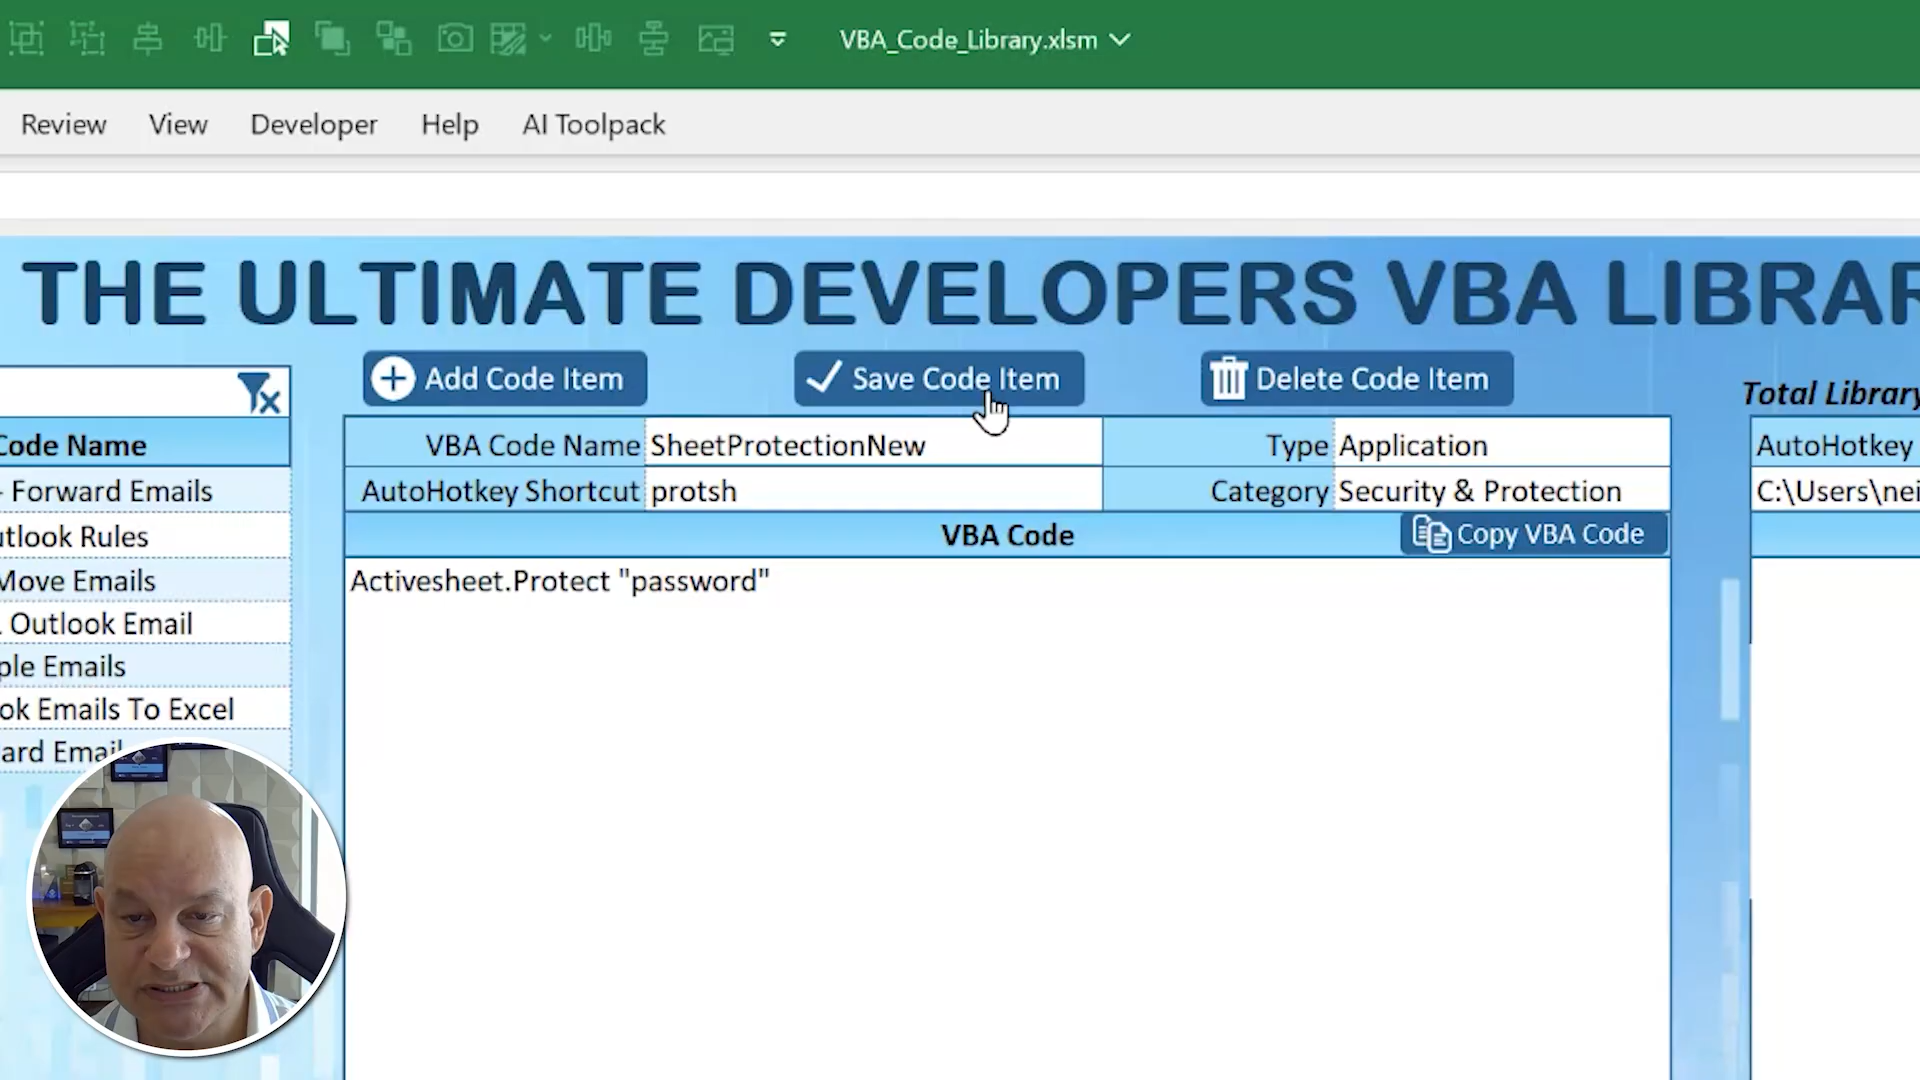 VBA_Code_Library.xlsm
Review View Developer Help AI Toolpack
THE ULTIMATE DEVELOPERS VBA LIBRAR
Add Code Item
Save Code Item
Delete Code Item
Total Library
Code Name
- Forward Emails
utlook Rules
Move Emails
Outlook Email
ple Emails
ok Emails To Excel
ard Email
VBA Code Name SheetProtectionNew Type Application
AutoHotkey Shortcut protsh Category Security & Protection
VBA Code
Copy VBA Code
Activesheet.Protect "password"
AutoHotkey
C:\Users\nei